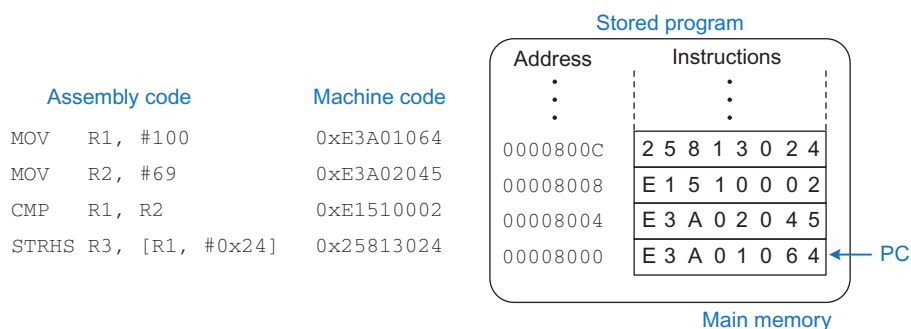 Stored program
Address Instructions
Assembly code Machine code
MOV R1, #100 0xE3A01064
MOV R2, #69 0xE3A02045
CMP R1, R2 0xE1510002
STRHS R3, [R1, #0x24] 0x25813024
0000800C 2 5 8 1 3 0 2 4
00008008 E 1 5 1 0 0 0 2
00008004 E 3 A 0 2 0 4 5
00008000 E 3 A 0 1 0 6 4 PC
Main memory